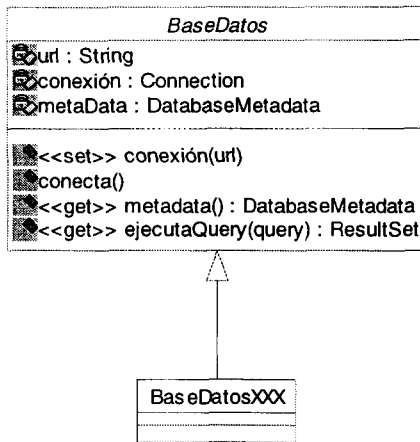 BaseDatos
url : String
conexión : Connection
metaData : DatabaseMetadata
<<set>> conexión(url)
conecta()
<<get>> metadata() : DatabaseMetadata
<<get>> ejecutaQuery(query) : ResultSet
BaseDatosXXX